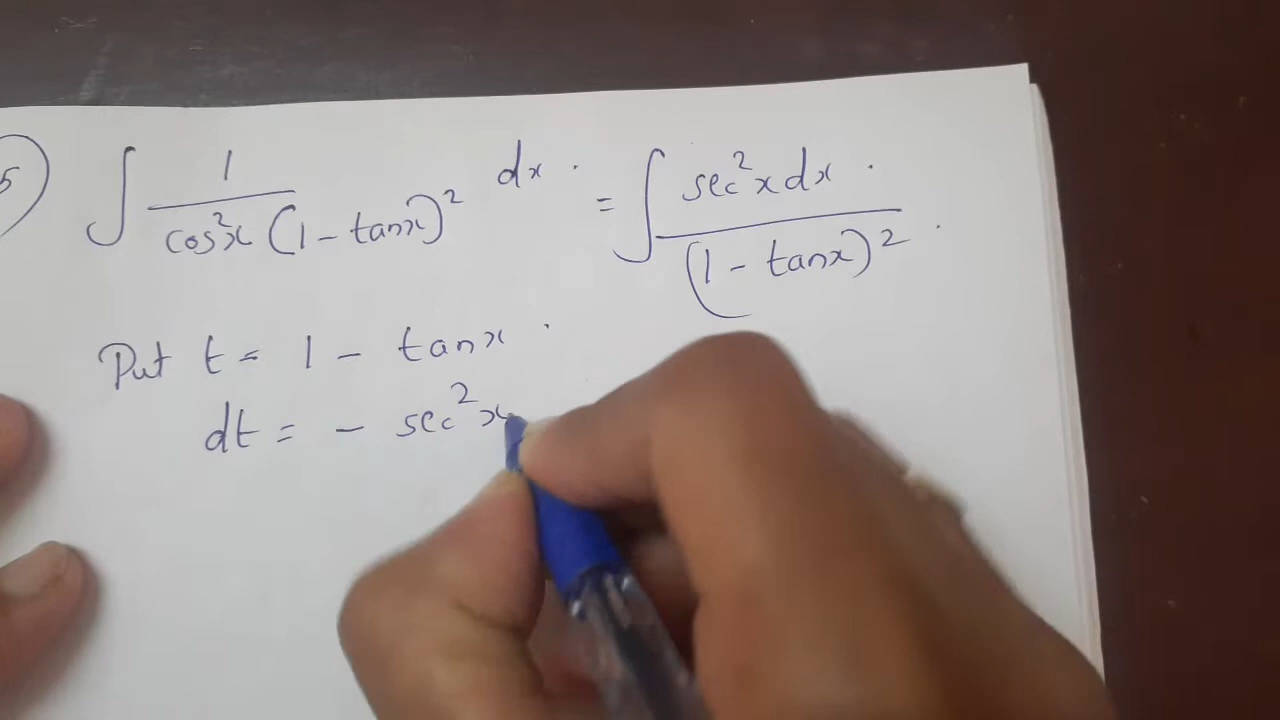 5) ∫ 1/(cos²x (1 - tanx)²) dx. = ∫ sec²x dx. / (1 - tanx)².
Put t = 1 - tanx.
dt = - sec²x